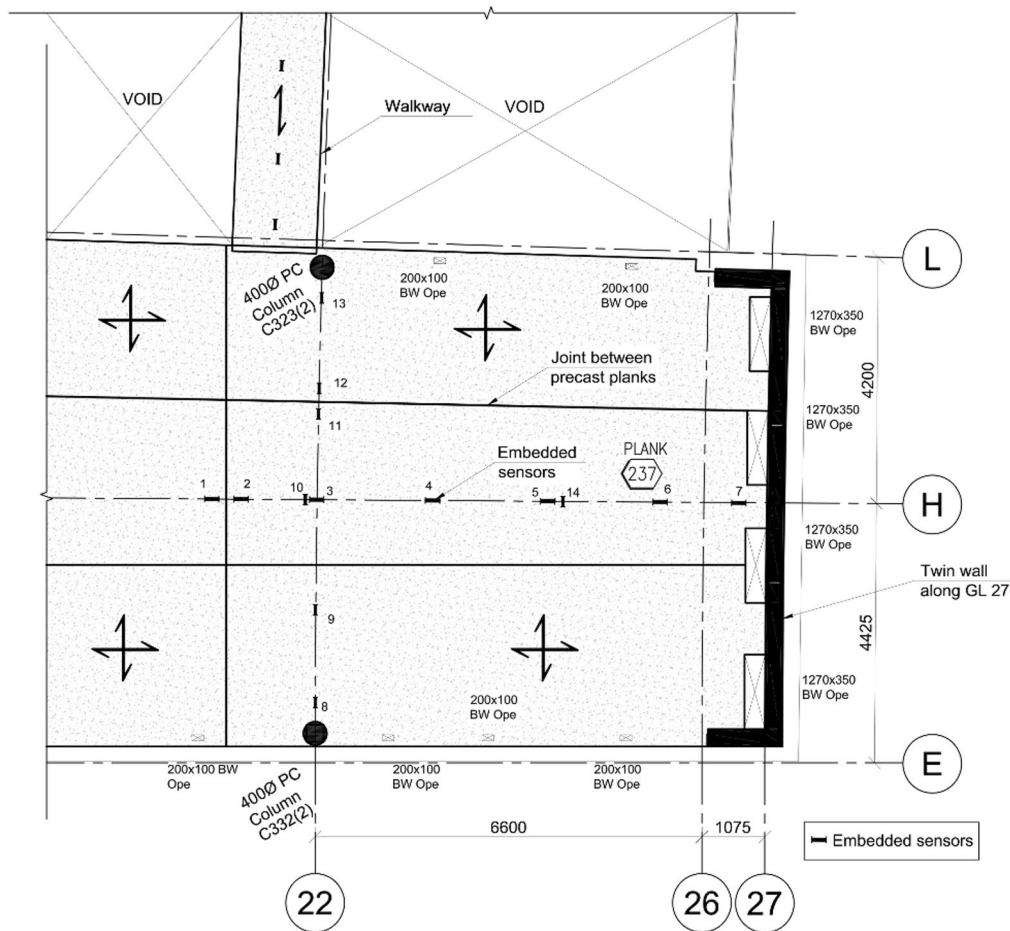 VOID
Walkway
VOID
L
400Ø PC
Column
C323(2)
13
200x100
BW Ope
200x100
BW Ope
1270x350
BW Ope
4200
Joint between
precast planks
12
11
1270x350
BW Ope
Embedded
sensors
PLANK
237
1
2
10
3
4
5
14
6
7
H
1270x350
BW Ope
Twin wall
along GL 27
9
4425
1270x350
BW Ope
8
200x100
BW Ope
E
200x100 BW
Ope
400Ø PC
Column
C332(2)
200x100
BW Ope
200x100
BW Ope
6600
1075
Embedded sensors
22
26
27